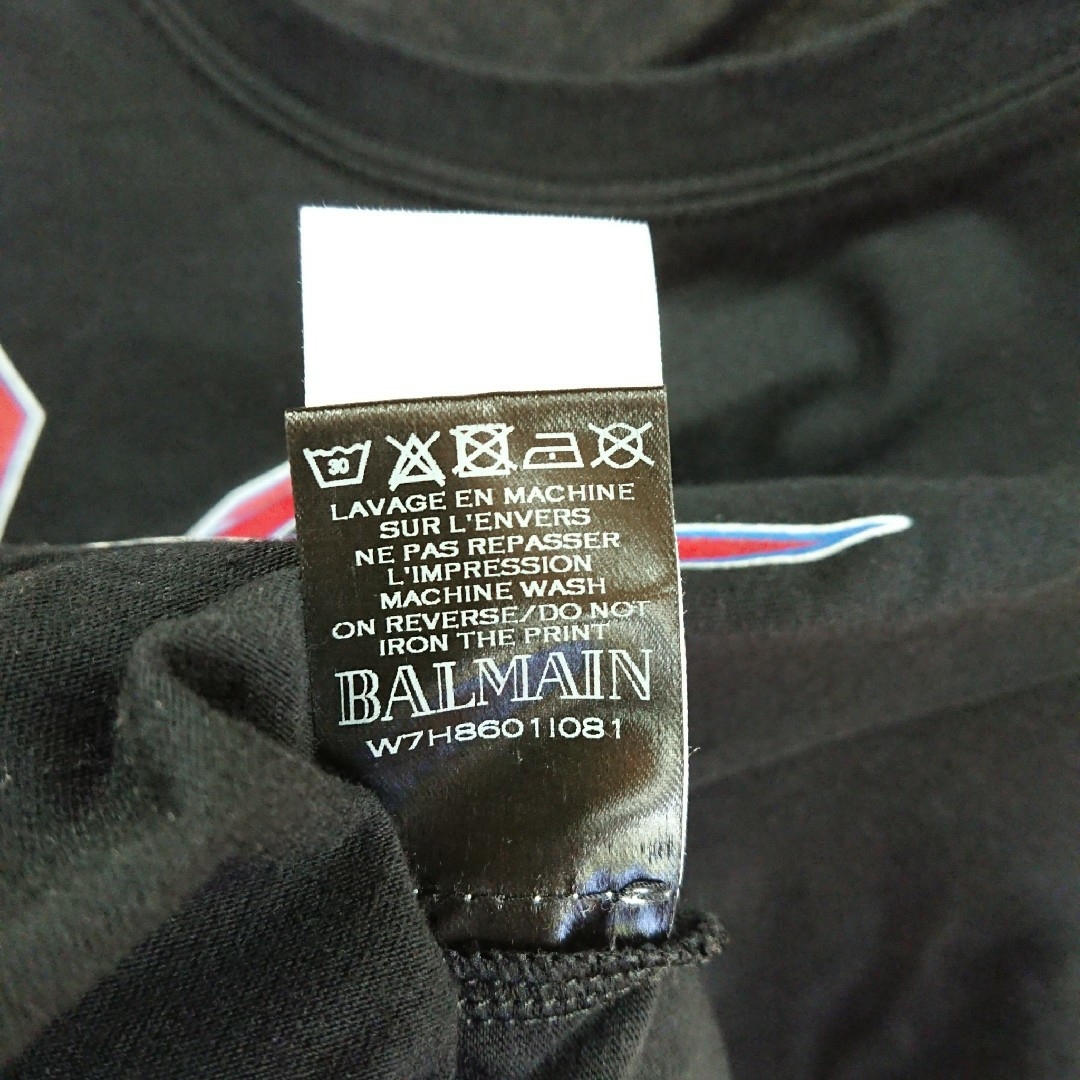 30
LAVAGE EN MACHINE
SUR L'ENVERS
NE PAS REPASSER
L'IMPRESSION
MACHINE WASH
ON REVERSE/DO NOT
IRON THE PRINT
BALMAIN
W7H8601I081